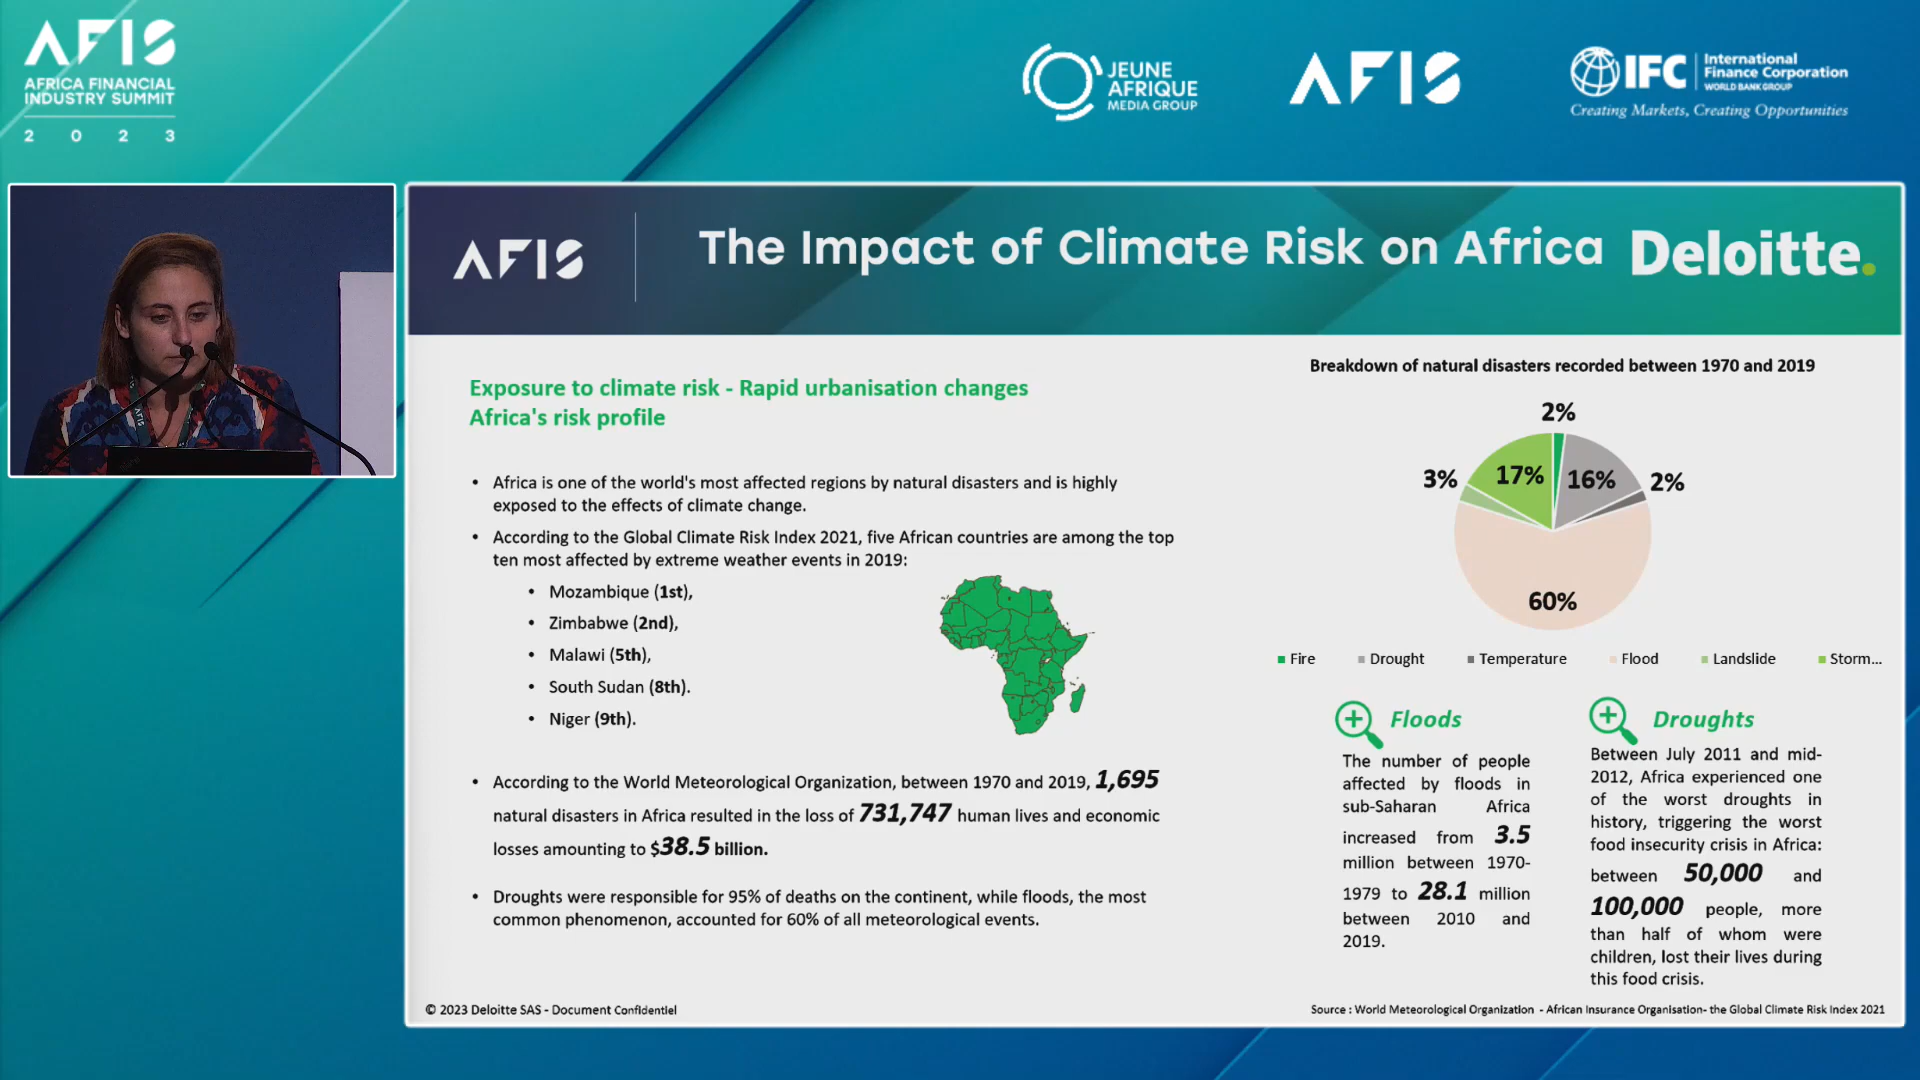 AFIS
AFRICA FINANCIAL
INDUSTRY SUMMIT
2 0 2 3
JEUNE
AFRIQUE
MEDIA GROUP
AFIS
IFC
International
Finance Corporation
WORLD BANK GROUP
Creating Markets, Creating Opportunities
AFIS
The Impact of Climate Risk on Africa
Deloitte.
Exposure to climate risk - Rapid urbanisation changes
Africa's risk profile
• Africa is one of the world's most affected regions by natural disasters and is highly
exposed to the effects of climate change.
• According to the Global Climate Risk Index 2021, five African countries are among the top
ten most affected by extreme weather events in 2019:
• Mozambique (1st),
• Zimbabwe (2nd),
• Malawi (5th),
• South Sudan (8th).
• Niger (9th).
• According to the World Meteorological Organization, between 1970 and 2019, 1,695
natural disasters in Africa resulted in the loss of 731,747 human lives and economic
losses amounting to $38.5 billion.
• Droughts were responsible for 95% of deaths on the continent, while floods, the most
common phenomenon, accounted for 60% of all meteorological events.
Breakdown of natural disasters recorded between 1970 and 2019
2%
17%
16%
3%
2%
60%
Fire Drought Temperature Flood Landslide Storm...
Floods
The number of people
affected by floods in
sub-Saharan Africa
increased from 3.5
million between 1970-
1979 to 28.1 million
between 2010 and
2019.
Droughts
Between July 2011 and mid-
2012, Africa experienced one
of the worst droughts in
history, triggering the worst
food insecurity crisis in Africa:
between 50,000 and
100,000 people, more
than half of whom were
children, lost their lives during
this food crisis.
© 2023 Deloitte SAS - Document Confidentiel
Source : World Meteorological Organization - African Insurance Organisation- the Global Climate Risk Index 2021